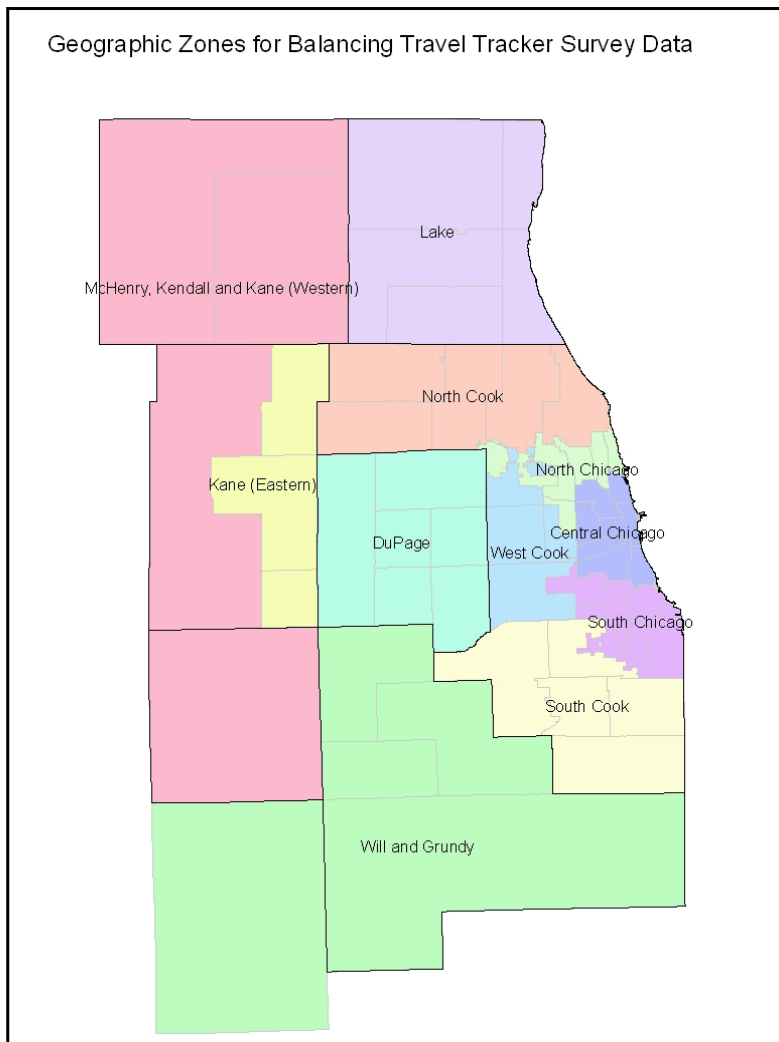 Geographic Zones for Balancing Travel Tracker Survey Data
Lake
McHenry, Kendall and Kane (Western)
North Cook
North Chicago
Kane (Eastern)
Central Chicago
DuPage
West Cook
South Chicago
South Cook
Will and Grundy